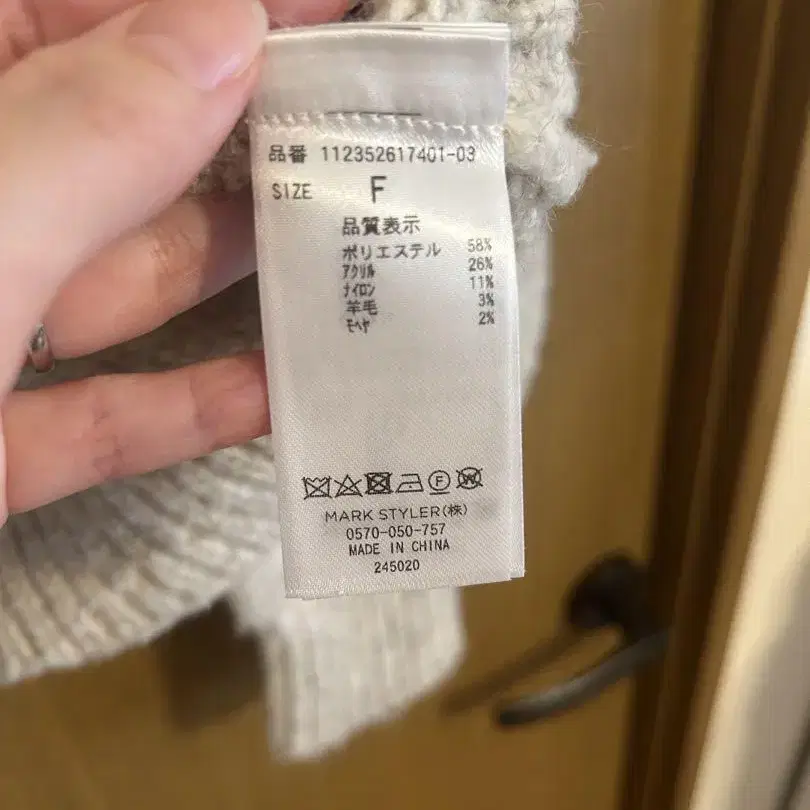 品番 112352617401-03
SIZE F
品質表示
ポリエステル 58%
アクリル 26%
ナイロン 11%
羊毛 3%
モヘヤ 2%
MARK STYLER(株)
0570-050-757
MADE IN CHINA
245020